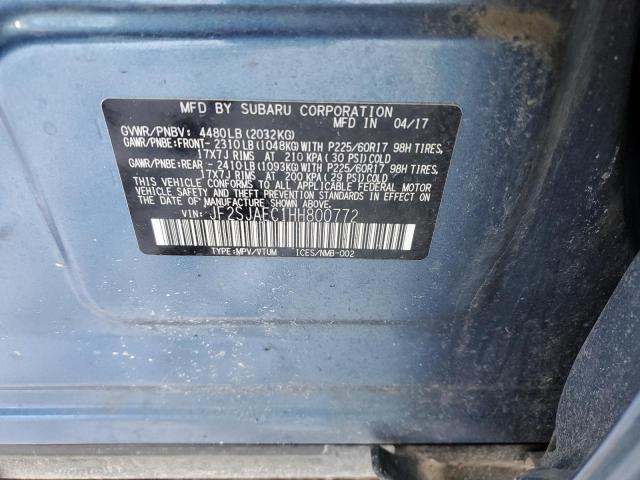 MFD BY SUBARU CORPORATION
MFD IN 04/17
GVWR/PNBV: 4480LB (2032KG)
GAWR/PNBE:FRONT- 2310LB(1048KG)WITH P225/60R17 98H TIRES,
17X7J RIMS AT 210 KPA(30 PSI)COLD
GAWR/PNBE:REAR -2410LB(1093KG)WITH P225/60R17 98H TIRES,
17X7J RIMS AT 200 KPA(29 PSI)COLD
THIS VEHICLE CONFORMS TO ALL APPLICABLE FEDERAL MOTOR
VEHICLE SAFETY AND THEFT PREVENTION STANDARDS IN EFFECT ON
THE DATE OF MANUFACTURE SHOWN ABOVE.
VIN: JF2SJAEC1HH800772
TYPE:MPV/VTUM ICES/NMB-002